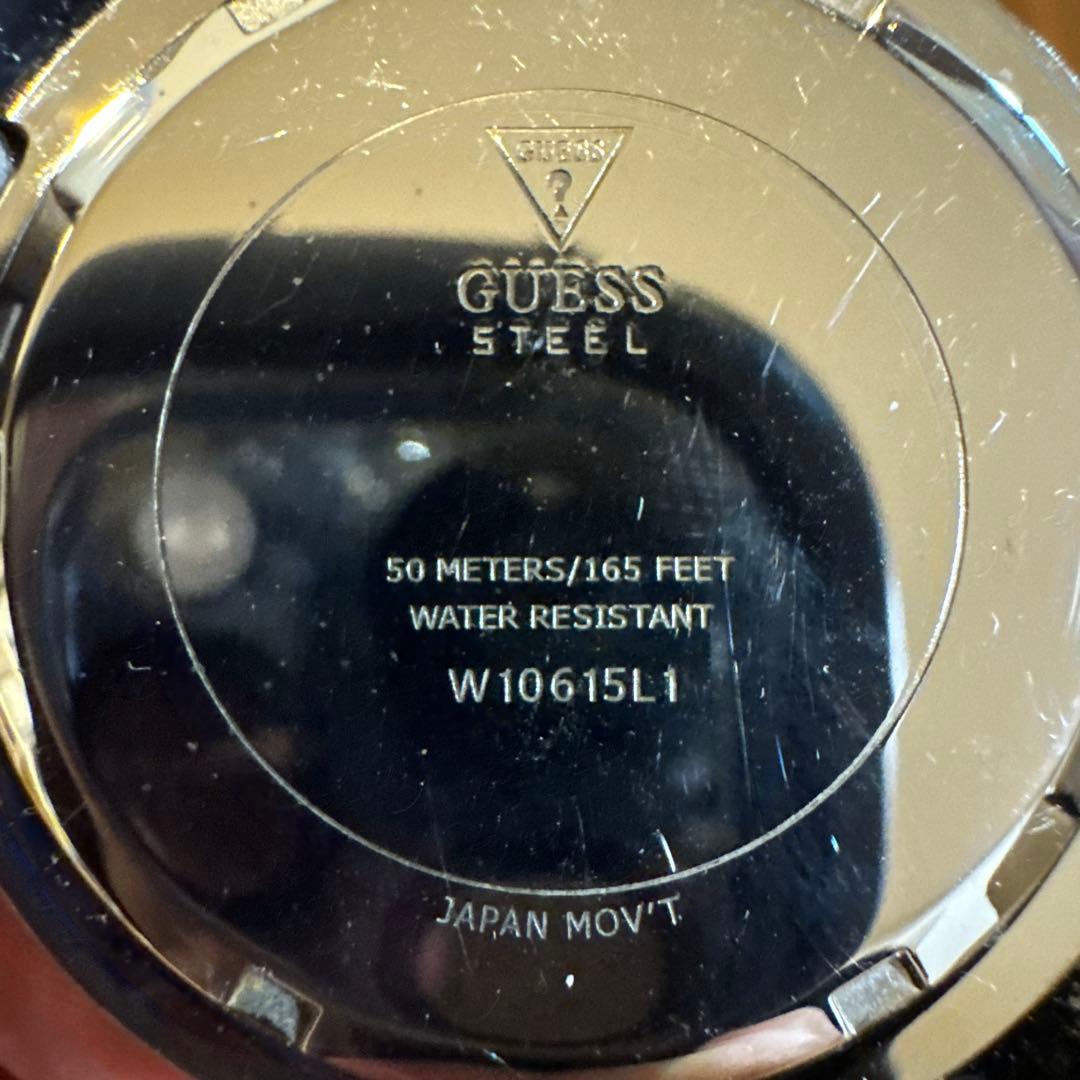 GUESS
?
GUESS
STEEL
50 METERS/165 FEET
WATER RESISTANT
W10615L1
JAPAN MOV'T